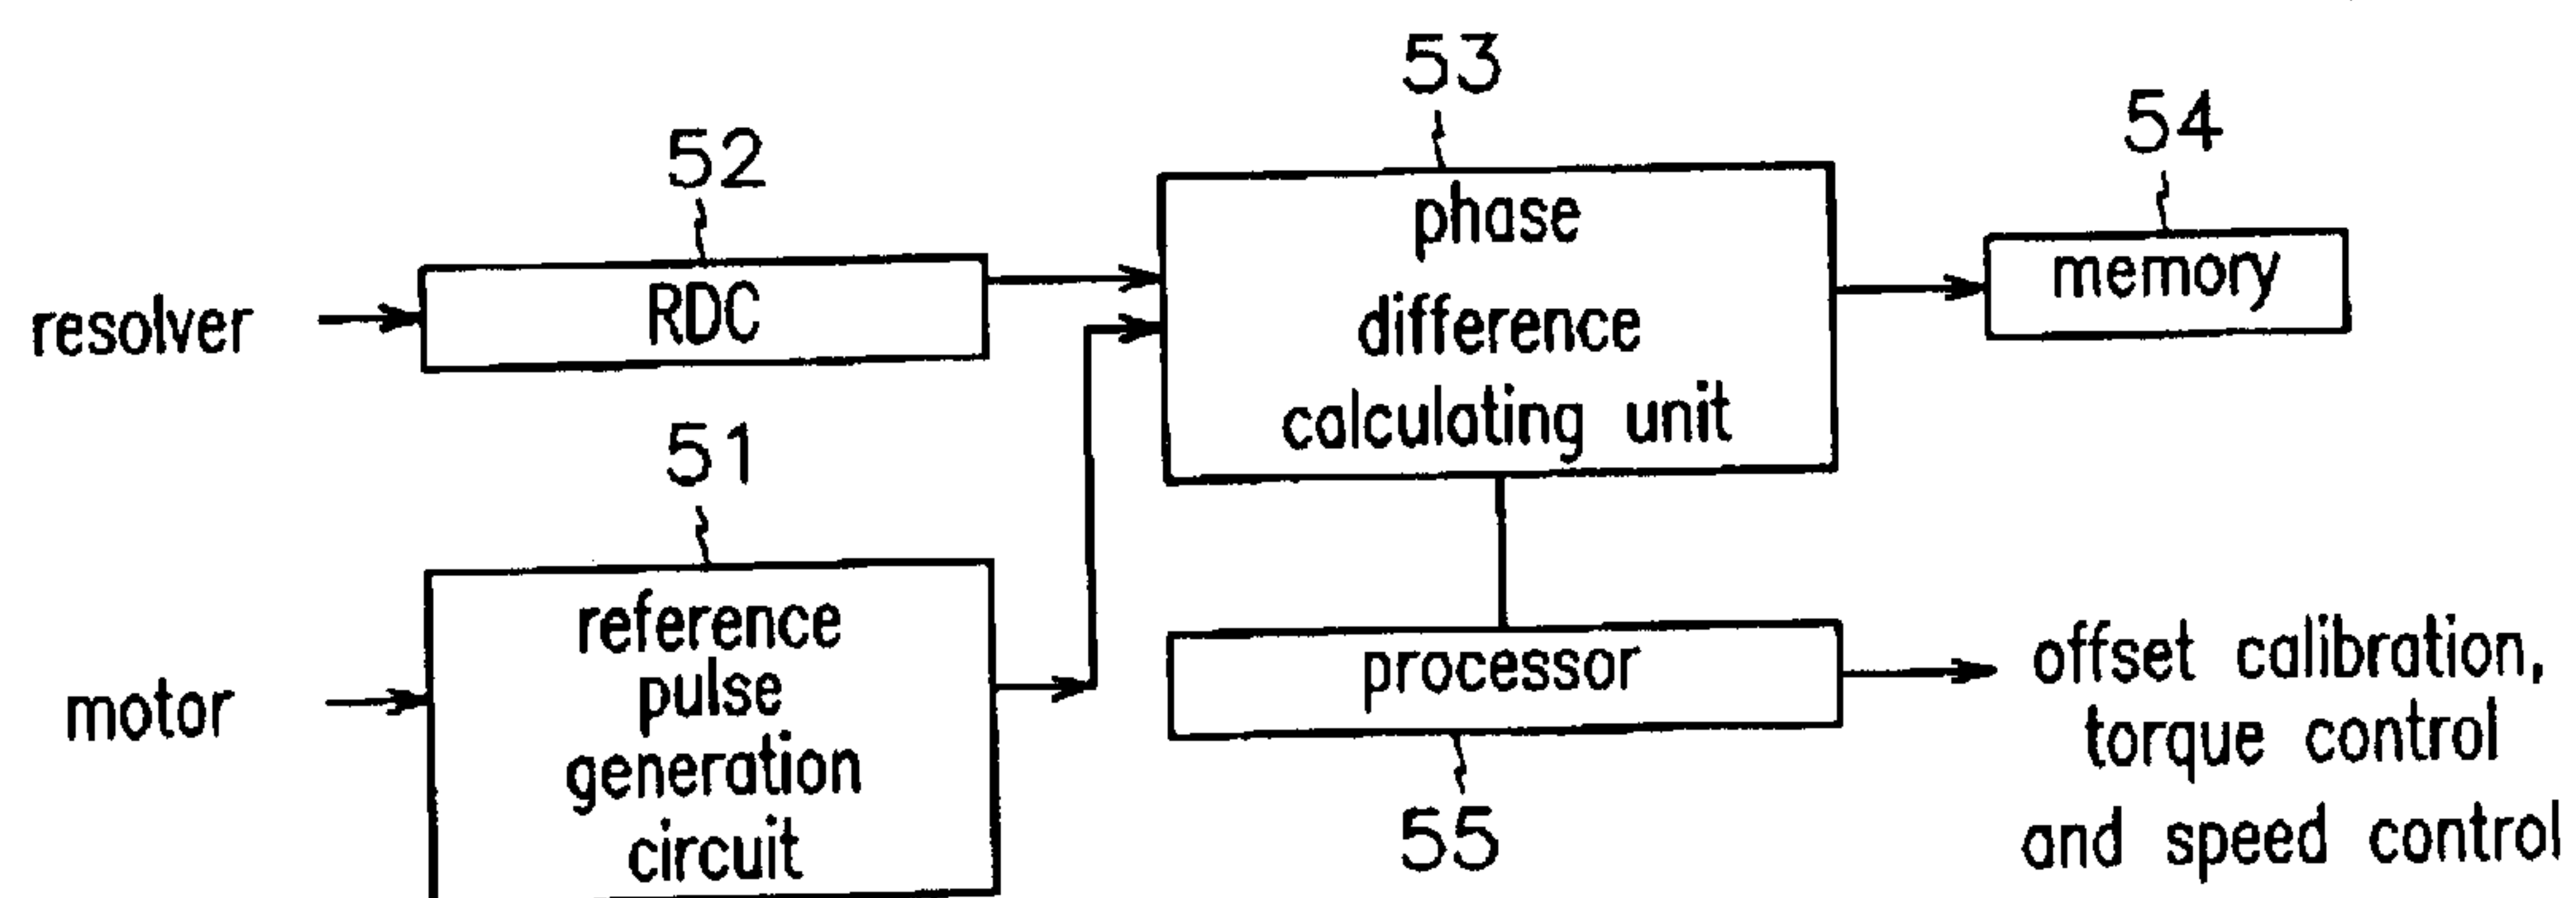 53
54
52
phase
difference
calculating unit
memory
RDC
resolver
51
reference
pulse
generation
circuit
motor
processor
55
offset calibration,
torque control
and speed control